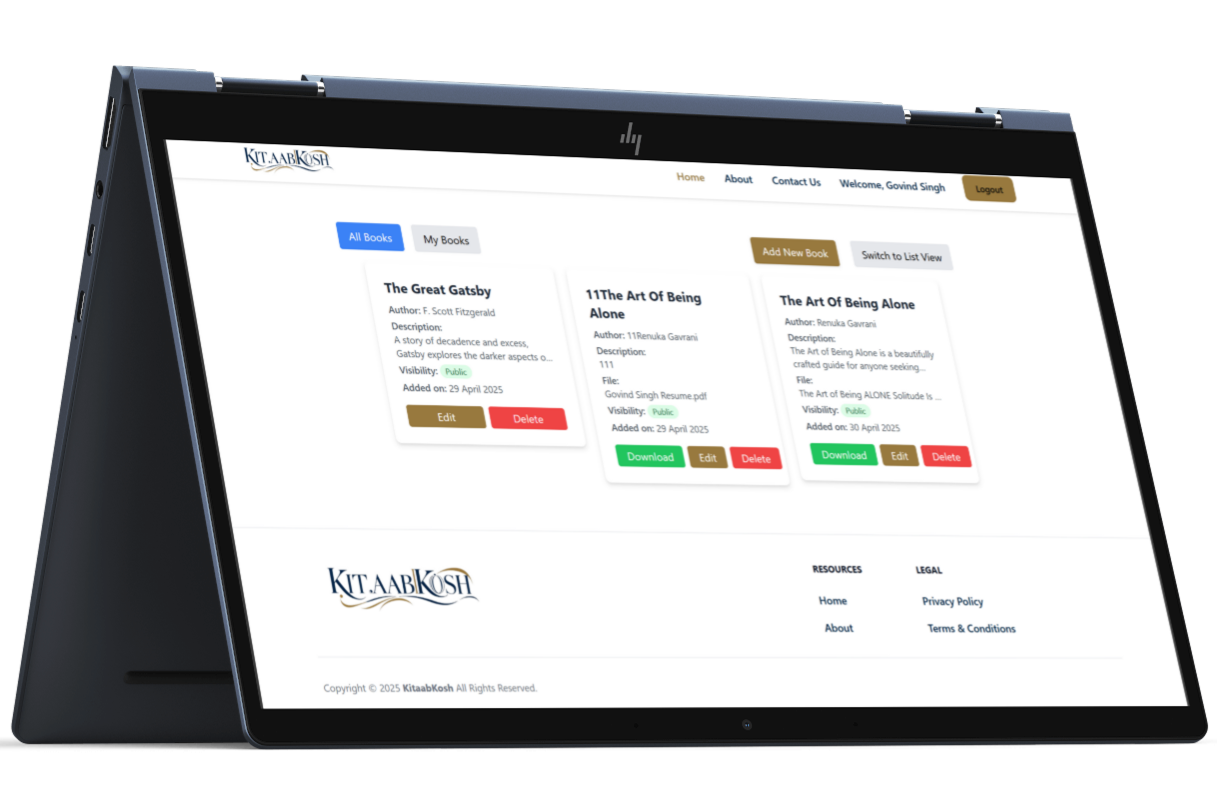 KIT.AABKOSH
Home About Contact Us Welcome, Govind Singh Logout
All Books My Books Add New Book Switch to List View
The Great Gatsby
Author: F. Scott Fitzgerald
Description:
A story of decadence and excess,
Gatsby explores the darker aspects o...
Visibility: Public
Added on: 29 April 2025
Edit Delete
11The Art Of Being
Alone
Author: 11Renuka Gavrani
Description:
111
File:
Govind Singh Resume.pdf
Visibility: Public
Added on: 29 April 2025
Download Edit Delete
The Art Of Being Alone
Author: Renuka Gavrani
Description:
The Art of Being Alone is a beautifully
crafted guide for anyone seeking...
File:
The Art of Being ALONE Solitude Is ...
Visibility: Public
Added on: 30 April 2025
Download Edit Delete
KIT.AABKOSH
RESOURCES
Home
About
LEGAL
Privacy Policy
Terms & Conditions
Copyright © 2025 KitaabKosh All Rights Reserved.